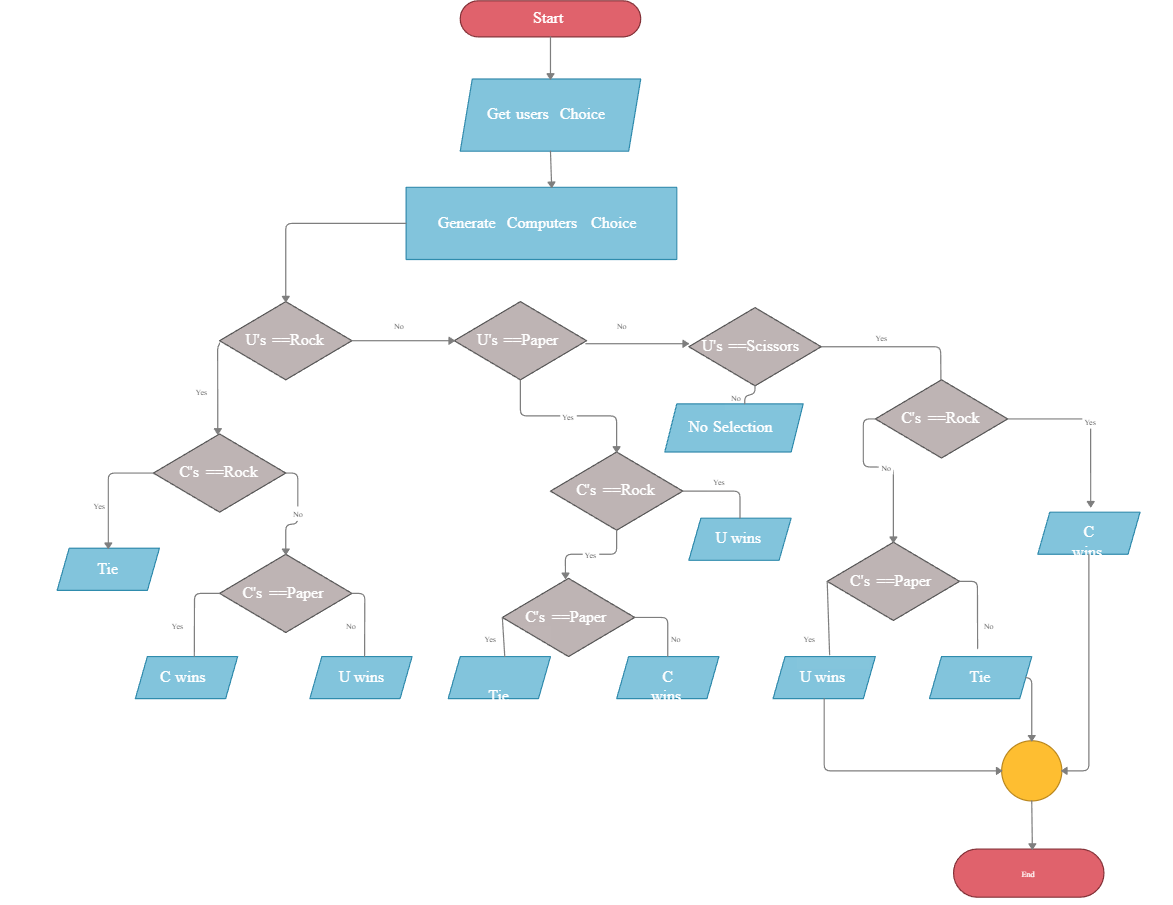 Start
Get users Choice
Generate Computers Choice
U's ==Rock
No
U's ==Paper
No
U's ==Scissors
Yes
Yes
No
No Selection
C's ==Rock
Yes
Yes
C's ==Rock
No
C's ==Rock
Yes
Yes
No
U wins
C
wins
Tie
Yes
C's ==Paper
C's ==Paper
C's ==Paper
Yes
No
Yes
No
Yes
No
C wins
U wins
Tie
C
wins
U wins
Tie
End